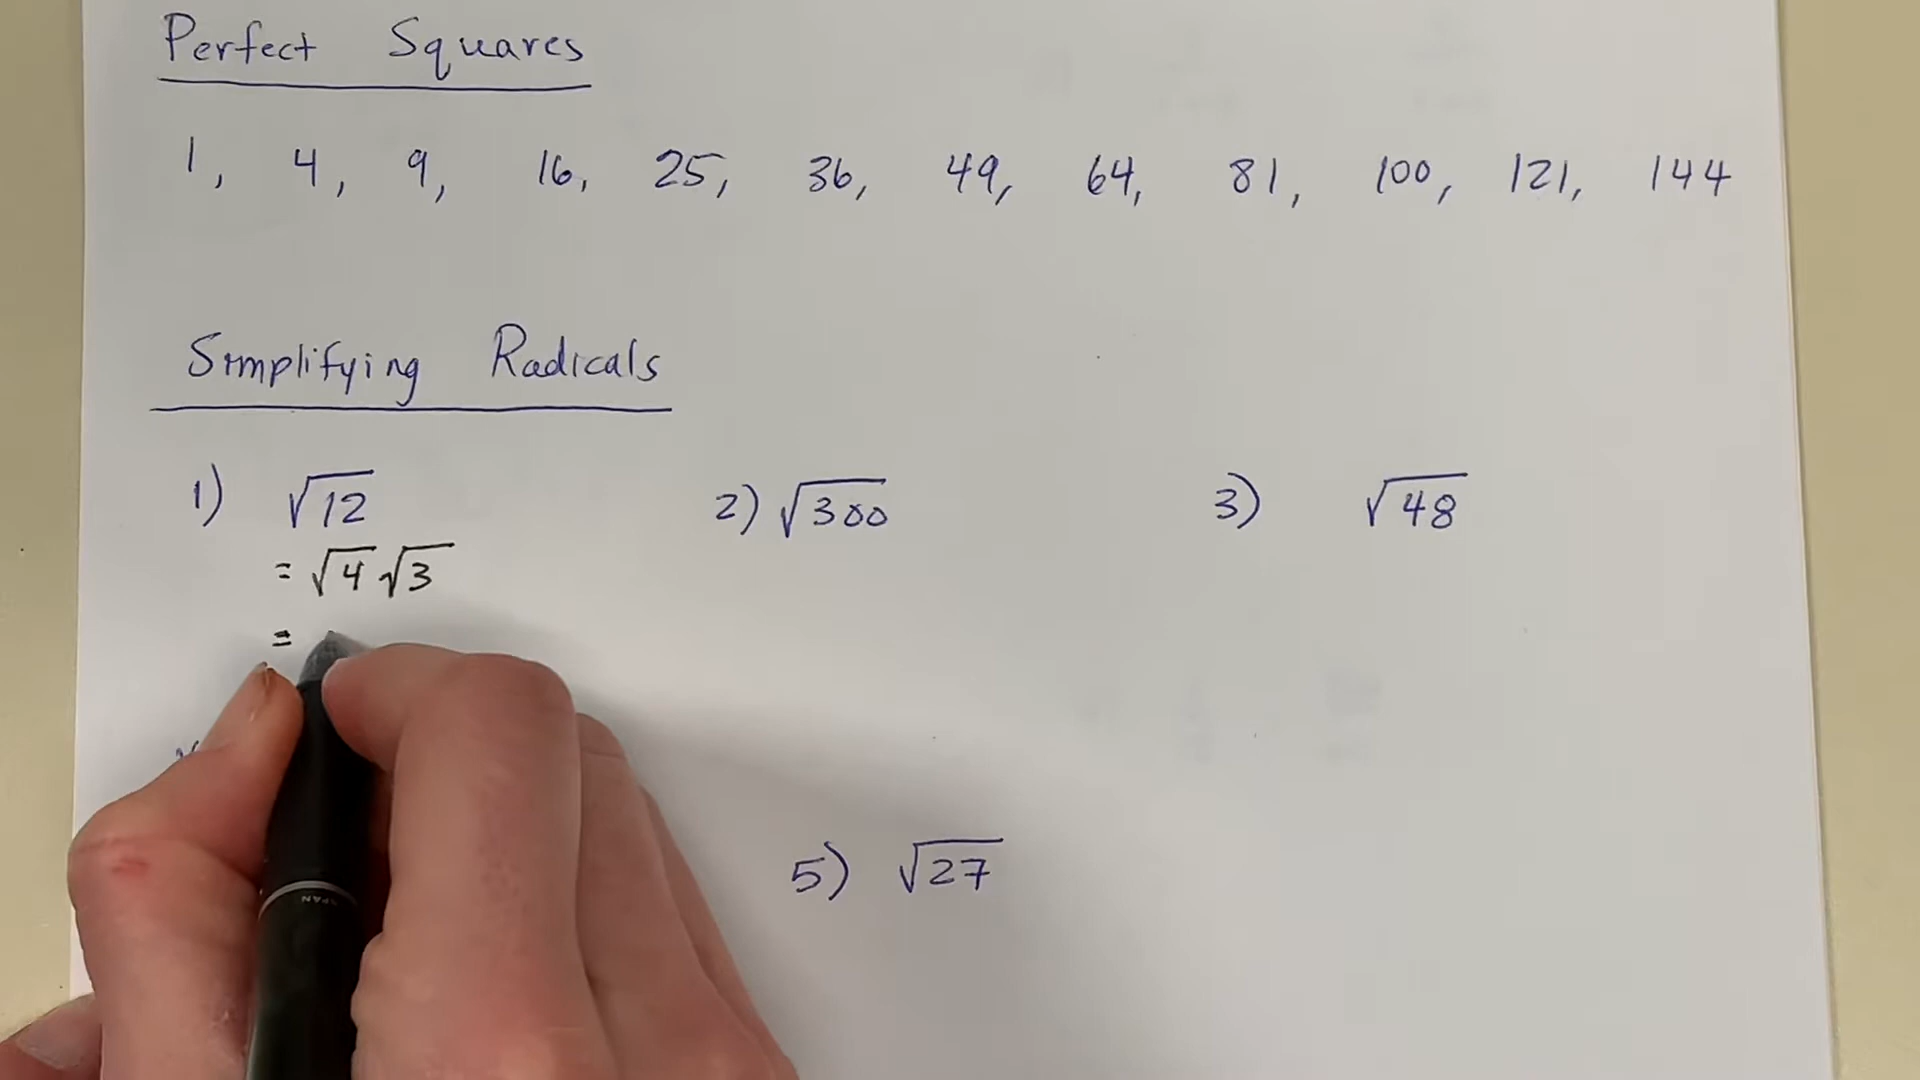 Perfect Squares
1, 4, 9, 16, 25, 36, 49, 64, 81, 100, 121, 144
Simplifying Radicals
1) √12
2) √300
3) √48
= √4 √3
=
5) √27